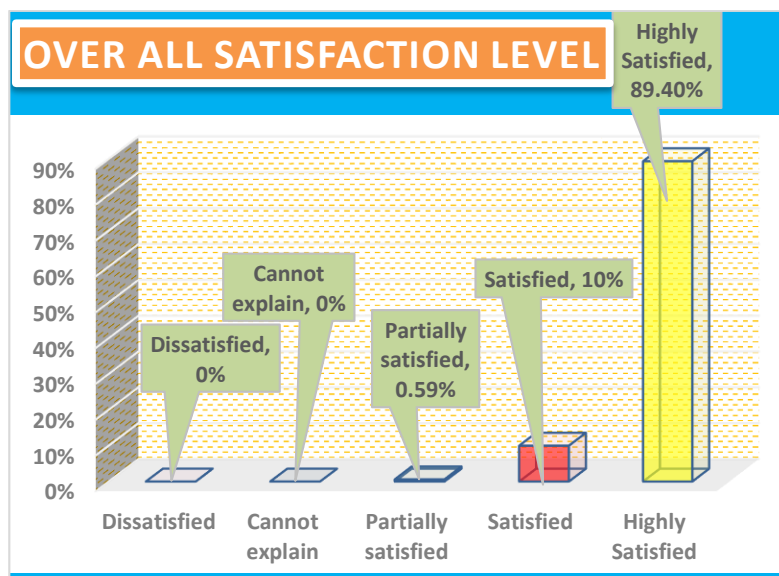 OVER ALL SATISFACTION LEVEL
Highly
Satisfied,
89.40%
90%
80%
70%
60%
50%
40%
30%
20%
10%
0%
Dissatisfied,
0%
Cannot
explain, 0%
Partially
satisfied,
0.59%
Satisfied, 10%
Dissatisfied
Cannot
explain
Partially
satisfied
Satisfied
Highly
Satisfied